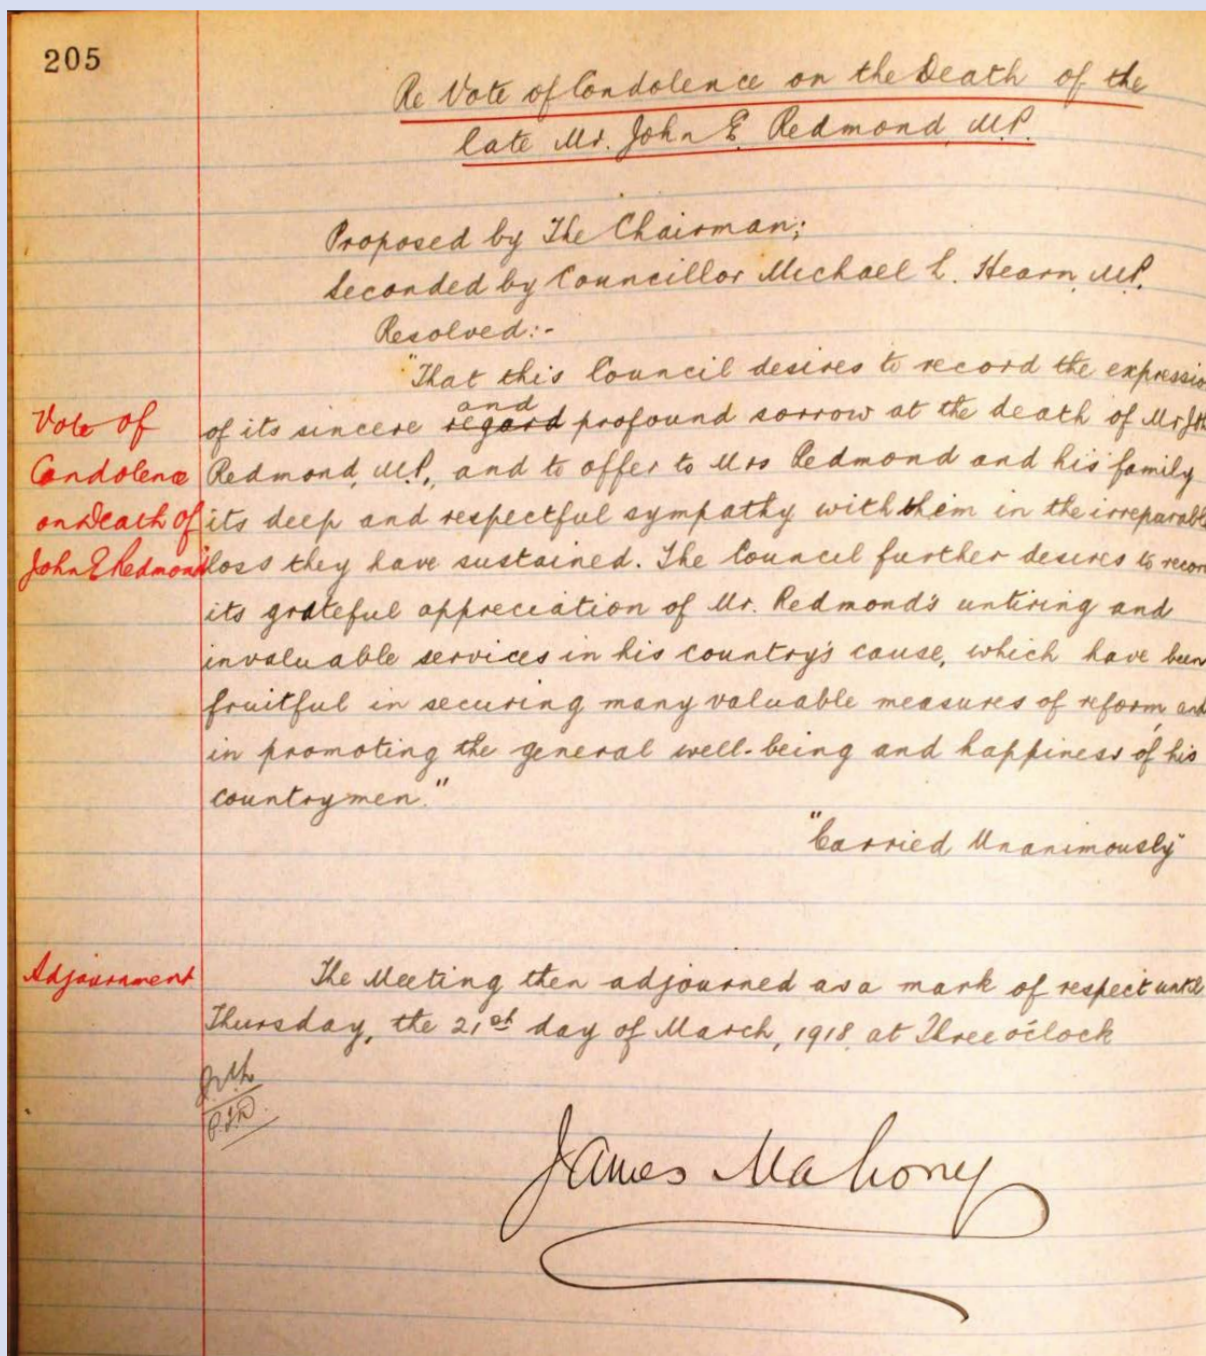 205
Re Vote of Condolence on the Death of the
late Mr. John E. Redmond, M.P.
Proposed by The Chairman;
Seconded by Councillor Michael L. Hearn, M.P.
Resolved:-
"That this Council desires to record the expressio
and
of its sincere regard profound sorrow at the death of Mr
Redmond, M.P., and to offer to Mrs Redmond and his family
its deep and respectful sympathy with them in the irreparabl
loss they have sustained. The Council further desires to recor
its grateful appreciation of Mr. Redmond's untiring and
invaluable services in his country's cause, which have been
fruitful in securing many valuable measures of reform, and
in promoting the general well-being and happiness of his
countrymen."
"Carried Unanimously"
Vote of
Condolence
on Death of
John E Redmond
Adjournment
The Meeting then adjourned as a mark of respect until
Thursday, the 21st day of March, 1918, at Three o'clock
James Mahony